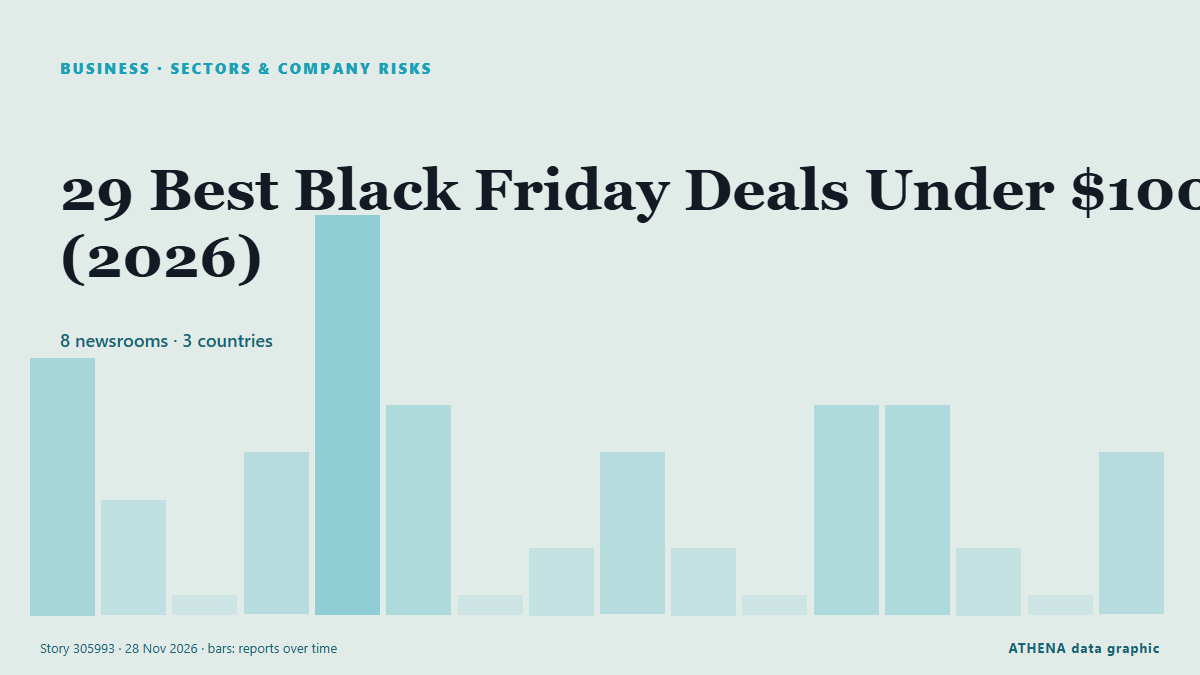 BUSINESS · SECTORS & COMPANY RISKS
29 Best Black Friday Deals Under $100
(2026)
8 newsrooms · 3 countries
Story 305993 · 28 Nov 2026 · bars: reports over time
ATHENA data graphic